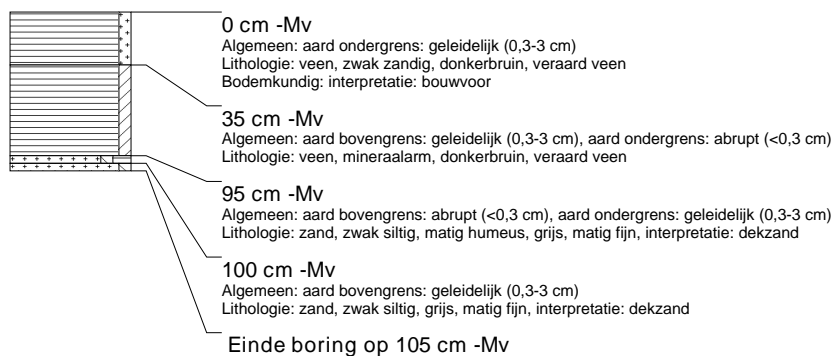 0 cm -Mv
Algemeen: aard ondergrens: geleidelijk (0,3-3 cm)
Lithologie: veen, zwak zandig, donkerbruin, veraard veen
Bodemkundig: interpretatie: bouwvoor
35 cm -Mv
Algemeen: aard bovengrens: geleidelijk (0,3-3 cm), aard ondergrens: abrupt (<0,3 cm)
Lithologie: veen, mineraalarm, donkerbruin, veraard veen
95 cm -Mv
Algemeen: aard bovengrens: abrupt (<0,3 cm), aard ondergrens: geleidelijk (0,3-3 cm)
Lithologie: zand, zwak siltig, matig humeus, grijs, matig fijn, interpretatie: dekzand
100 cm -Mv
Algemeen: aard bovengrens: geleidelijk (0,3-3 cm)
Lithologie: zand, zwak siltig, grijs, matig fijn, interpretatie: dekzand
Einde boring op 105 cm -Mv